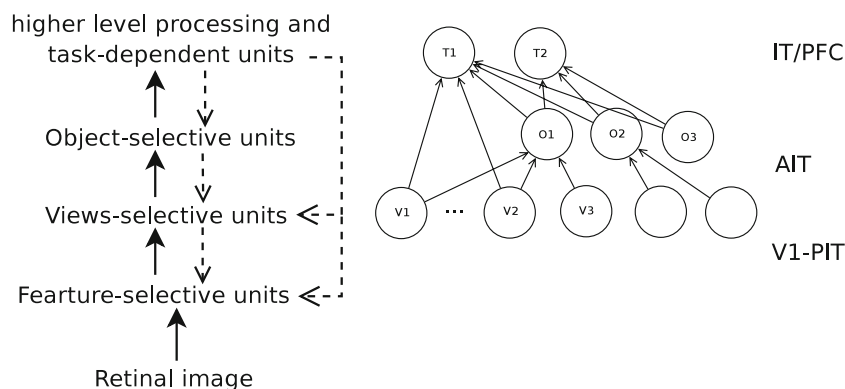 higher level processing and
task-dependent units
Object-selective units
Views-selective units
Fearture-selective units
Retinal image
T1
T2
IT/PFC
O1
O2
O3
AIT
V1
...
V2
V3
V1-PIT